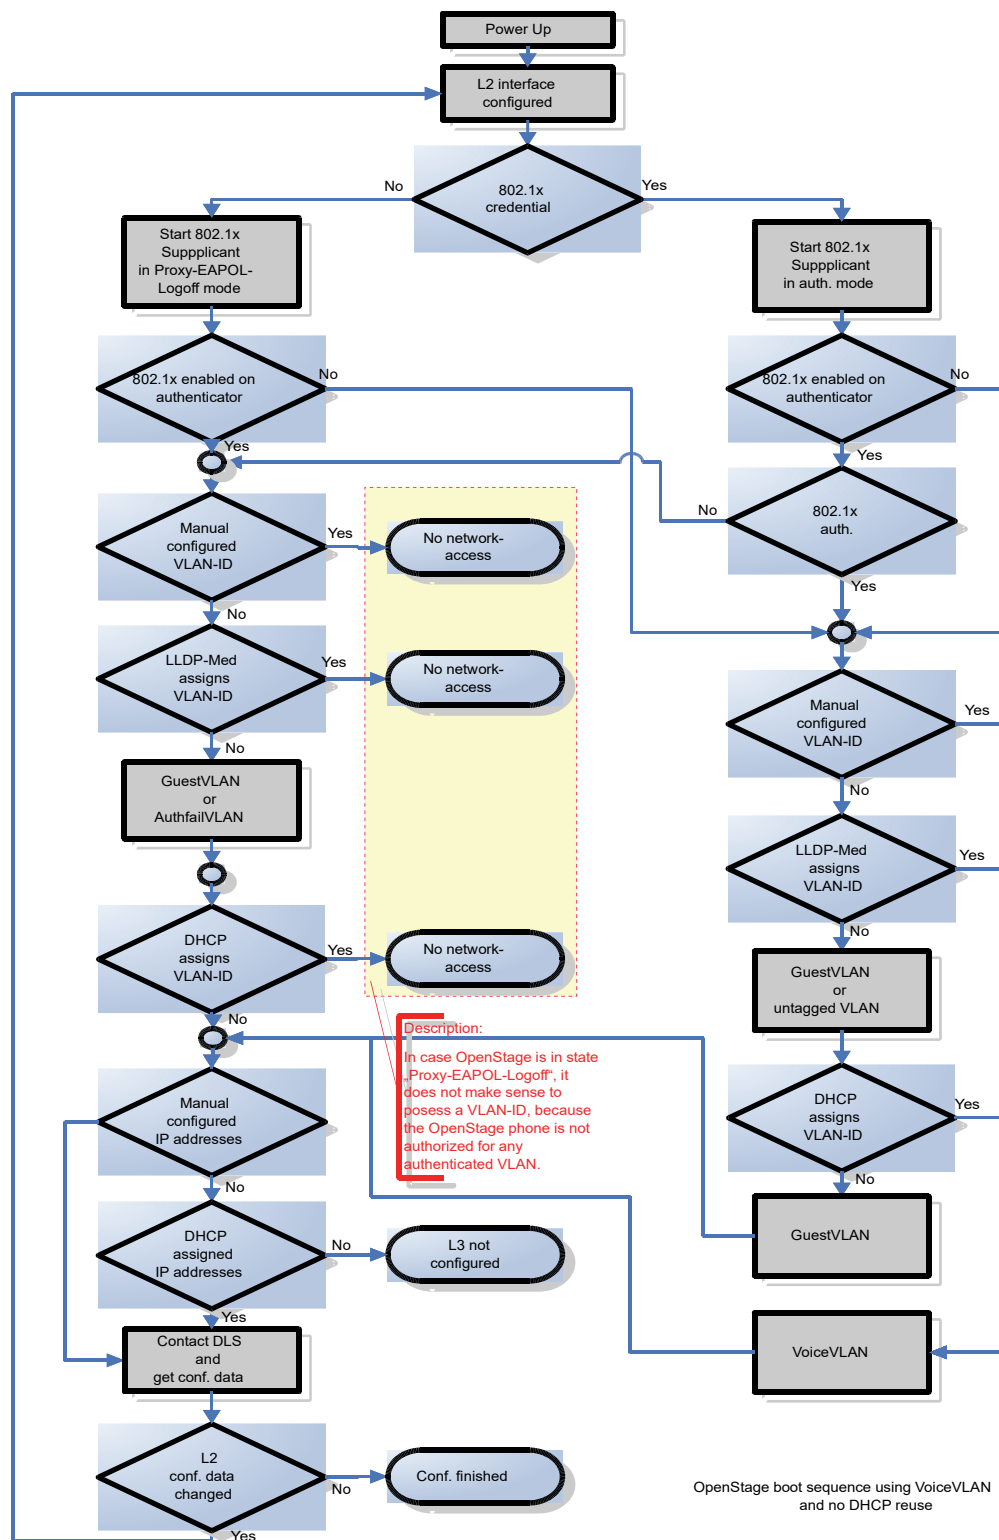 Power Up
L2 interface
configured
802.1x
credential
No
Yes
Start 802.1x
Suppplicant
in Proxy-EAPOL-
Logoff mode
Start 802.1x
Suppplicant
in auth. mode
802.1x enabled on
authenticator
No
Yes
802.1x enabled on
authenticator
No
Yes
802.1x
auth.
No
Yes
Manual
configured
VLAN-ID
Yes
No
No network-
access
LLDP-Med
assigns
VLAN-ID
Yes
No
No network-
access
Manual
configured
VLAN-ID
Yes
No
GuestVLAN
or
AuthfailVLAN
LLDP-Med
assigns
VLAN-ID
Yes
No
DHCP
assigns
VLAN-ID
Yes
No
No network-
access
GuestVLAN
or
untagged VLAN
Description:
In case OpenStage is in state
„Proxy-EAPOL-Logoff“, it
does not make sense to
posess a VLAN-ID, because
the OpenStage phone is not
authorized for any
authenticated VLAN.
Manual
configured
IP addresses
No
DHCP
assigns
VLAN-ID
Yes
No
DHCP
assigned
IP addresses
No
Yes
L3 not
configured
GuestVLAN
Contact DLS
and
get conf. data
VoiceVLAN
L2
conf. data
changed
No
Yes
Conf. finished
OpenStage boot sequence using VoiceVLAN
and no DHCP reuse